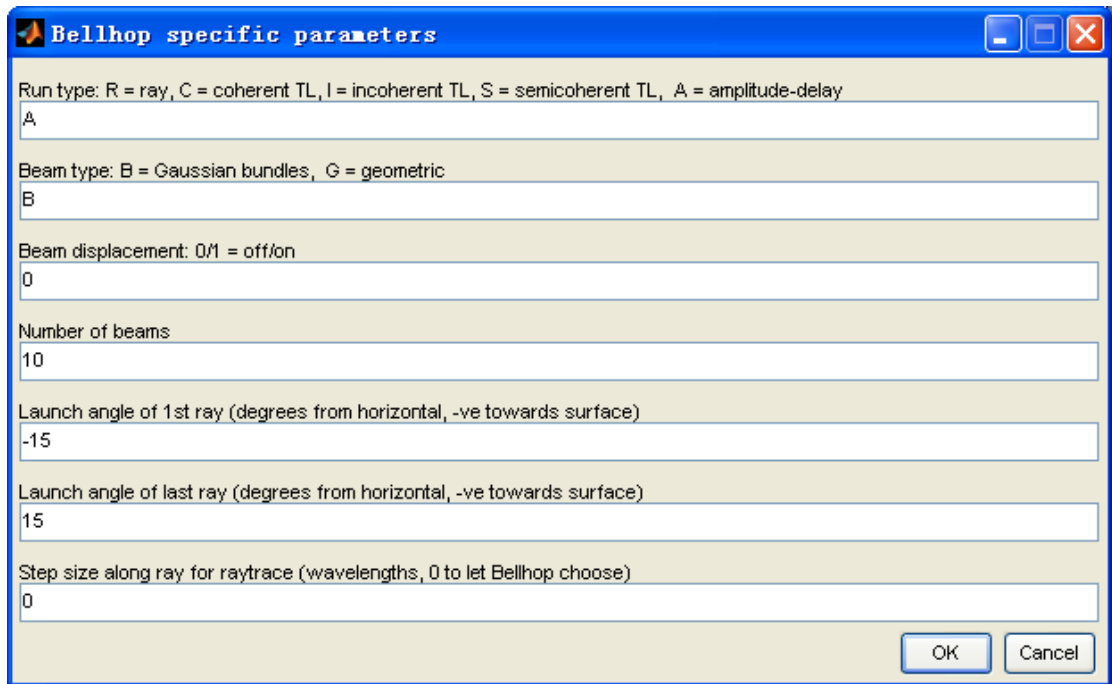 Bellhop specific parameters
Run type: R = ray, C = coherent TL, I = incoherent TL, S = semicoherent TL,  A = amplitude-delay
A
Beam type: B = Gaussian bundles,  G = geometric
B
Beam displacement: 0/1 = off/on
0
Number of beams
10
Launch angle of 1st ray (degrees from horizontal, -ve towards surface)
-15
Launch angle of last ray (degrees from horizontal, -ve towards surface)
15
Step size along ray for raytrace (wavelengths, 0 to let Bellhop choose)
0
OK Cancel